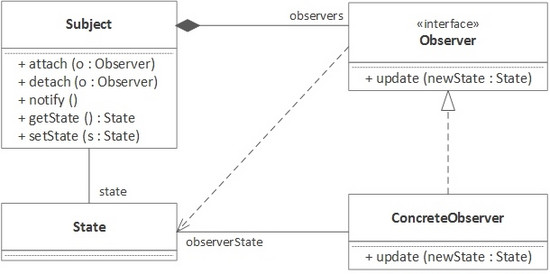 Subject
+ attach (o : Observer)
+ detach (o : Observer)
+ notify ()
+ getState () : State
+ setState (s : State)
observers
«interface»
Observer
+ update (newState : State)
state
State
observerState
ConcreteObserver
+ update (newState : State)